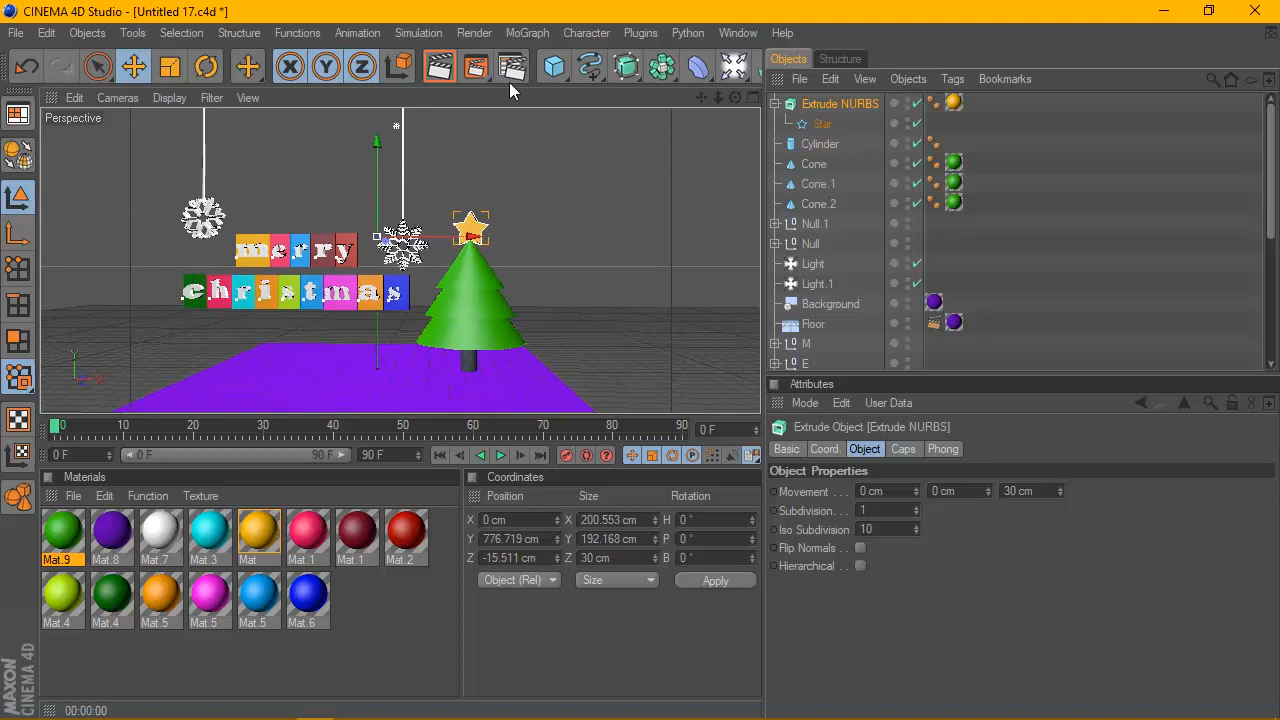 CINEMA 4D Studio - [Untitled 17.c4d *]
File Edit Objects Tools Selection Structure Functions Animation Simulation Render MoGraph Character Plugins Python Window Help
Objects Structure
File Edit View Objects Tags Bookmarks
Edit Cameras Display Filter View
Perspective
merry
christmas
Y
X
Extrude NURBS
Star
Cylinder
Cone
Cone.1
Cone.2
Null.1
Null
Light
Light.1
Background
Floor
M
E
Attributes
Mode Edit User Data
Extrude Object [Extrude NURBS]
Basic Coord. Object Caps Phong
Object Properties
Movement . . . 0 cm 0 cm 30 cm
Subdivision . . 1
Iso Subdivision 10
Flip Normals . .
Hierarchical . .
0 10 20 30 40 50 60 70 80 90 0 F
0 F 0 F 90 F 90 F
Materials
File Edit Function Texture
Mat.9 Mat.8 Mat.7 Mat.3 Mat Mat.1 Mat.1 Mat.2
Mat.4 Mat.4 Mat.5 Mat.5 Mat.5 Mat.6
Coordinates
Position Size Rotation
X 0 cm X 200.553 cm H 0 °
Y 776.719 cm Y 192.168 cm P 0 °
Z -15.511 cm Z 30 cm B 0 °
Object (Rel) Size Apply
MAXON
CINEMA 4D
00:00:00